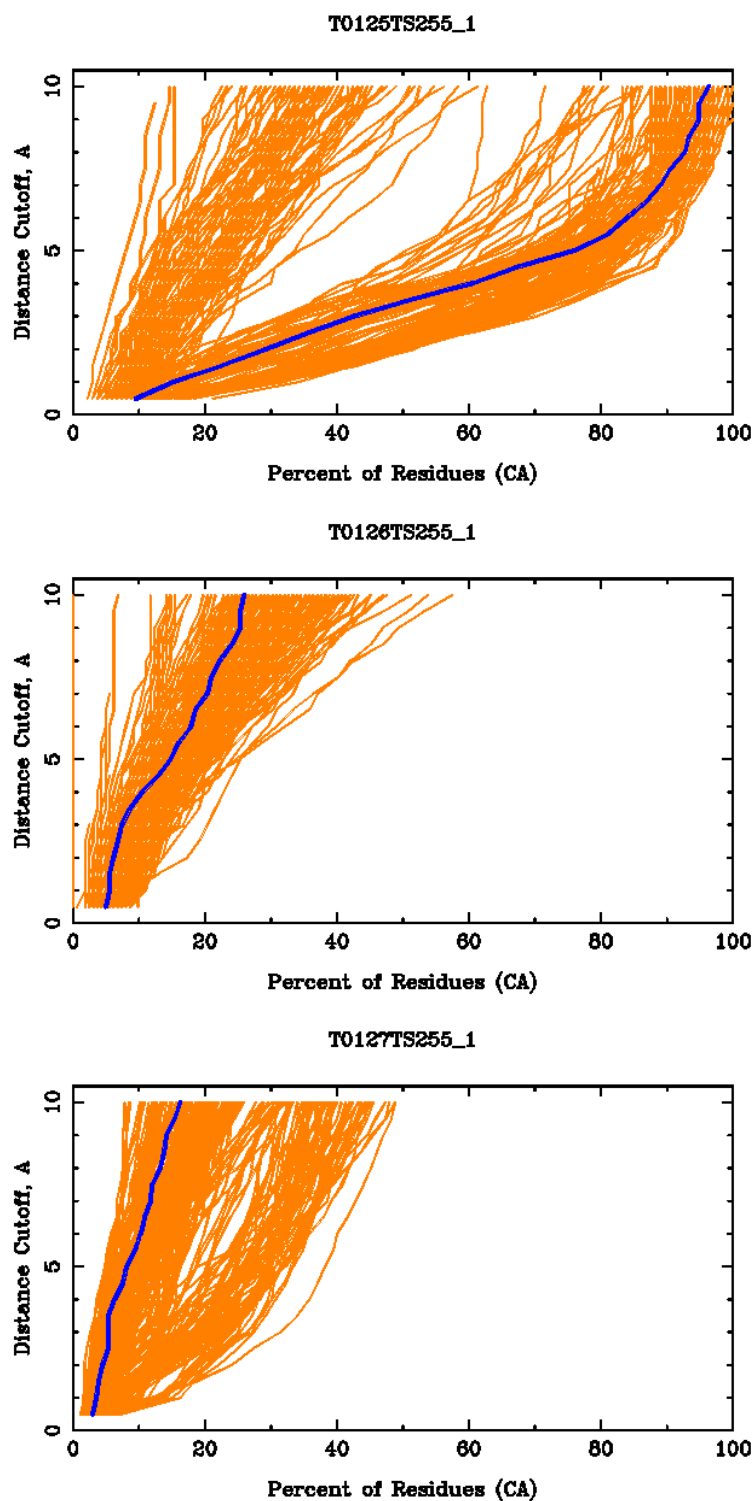 T0125TS255_1
Distance Cutoff, A
10
5
0
0 20 40 60 80 100
Percent of Residues (CA)
T0126TS255_1
Distance Cutoff, A
10
5
0
0 20 40 60 80 100
Percent of Residues (CA)
T0127TS255_1
Distance Cutoff, A
10
5
0
0 20 40 60 80 100
Percent of Residues (CA)